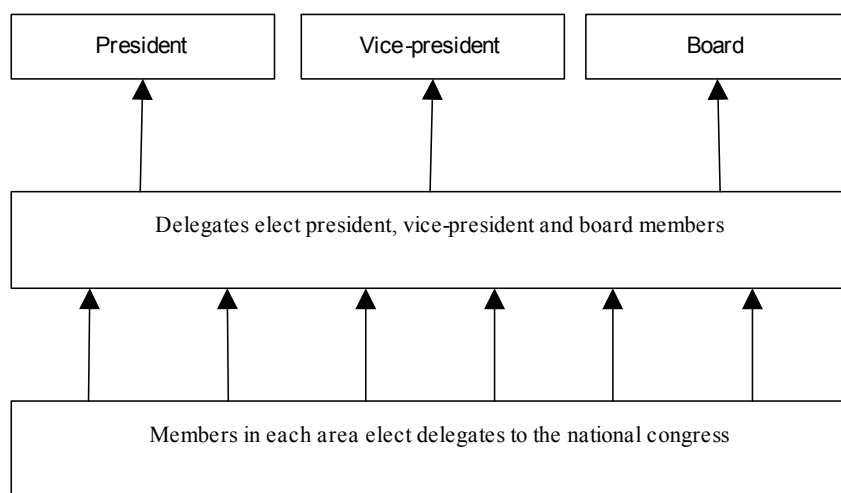 President
Vice-president
Board
Delegates elect president, vice-president and board members
Members in each area elect delegates to the national congress